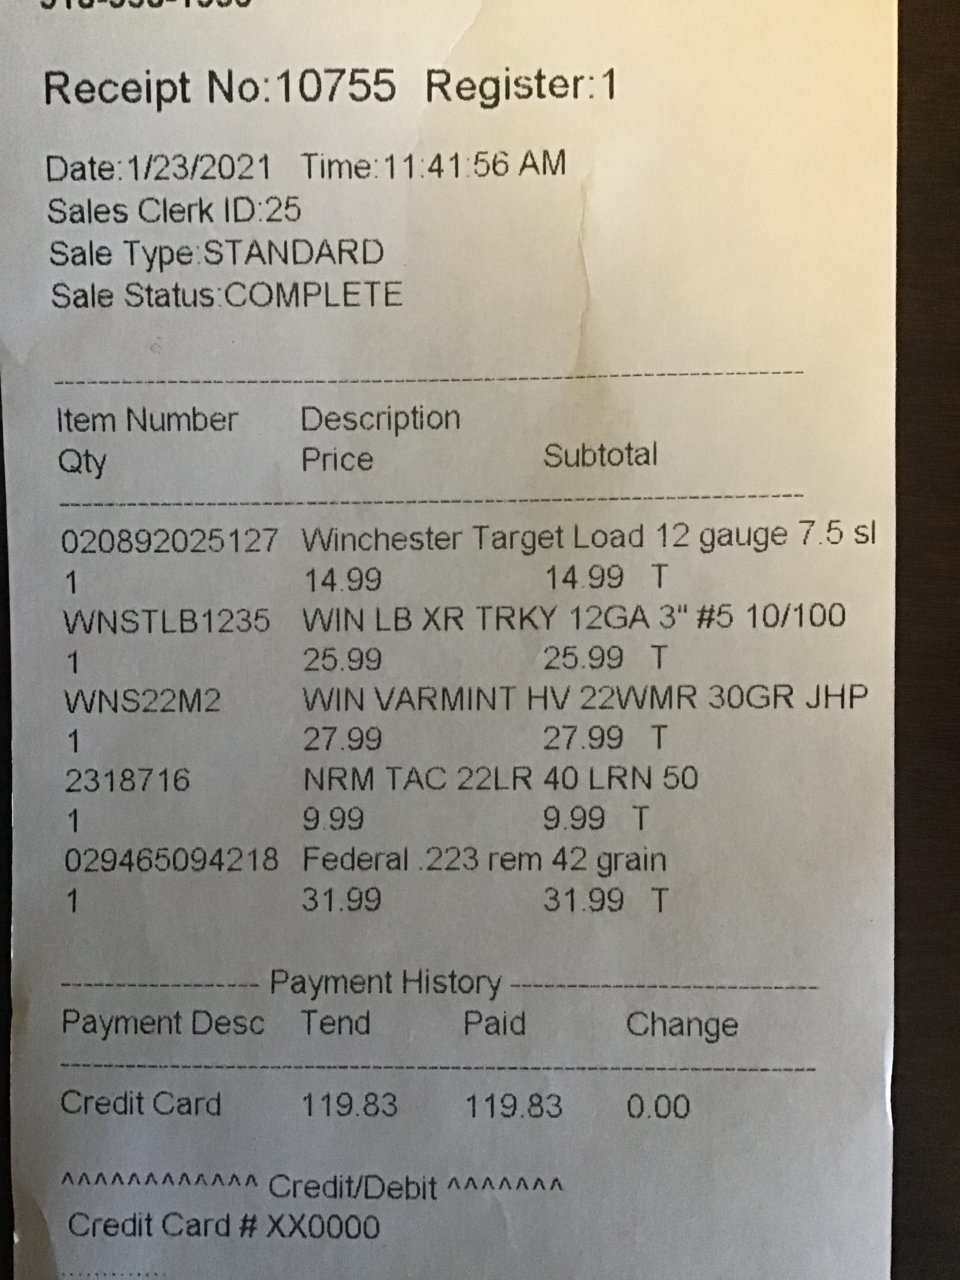 Receipt No:10755 Register:1
Date:1/23/2021 Time:11:41:56 AM
Sales Clerk ID:25
Sale Type:STANDARD
Sale Status:COMPLETE
Item Number Description
Qty Price Subtotal
020892025127 Winchester Target Load 12 gauge 7.5 sl
1 14.99 14.99 T
WNSTLB1235 WIN LB XR TRKY 12GA 3" #5 10/100
1 25.99 25.99 T
WNS22M2 WIN VARMINT HV 22WMR 30GR JHP
1 27.99 27.99 T
2318716 NRM TAC 22LR 40 LRN 50
1 9.99 9.99 T
029465094218 Federal .223 rem 42 grain
1 31.99 31.99 T
------------------ Payment History ----------------------------
Payment Desc Tend Paid Change
Credit Card 119.83 119.83 0.00
^^^^^^^^^^^^ Credit/Debit ^^^^^^^
Credit Card # XX0000